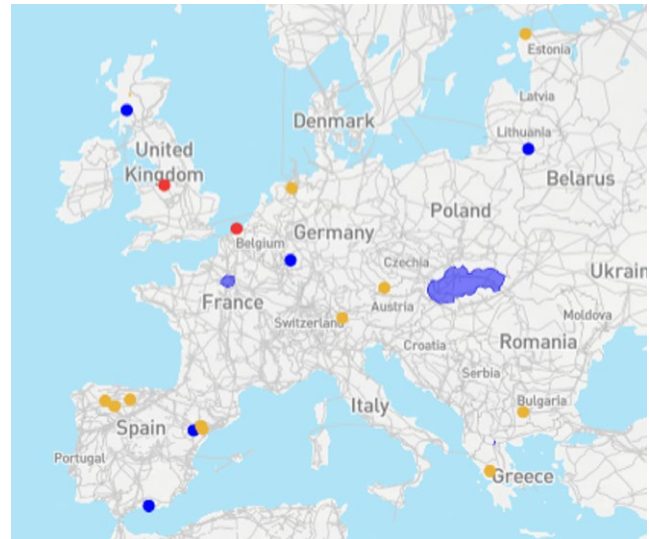 Estonia
Latvia
Denmark
Lithuania
United
Kingdom
Belarus
Poland
Belgium
Germany
Czechia
Ukrain
France
Austria
Switzerland
Moldova
Croatia
Romania
Serbia
Italy
Bulgaria
Spain
Portugal
Greece